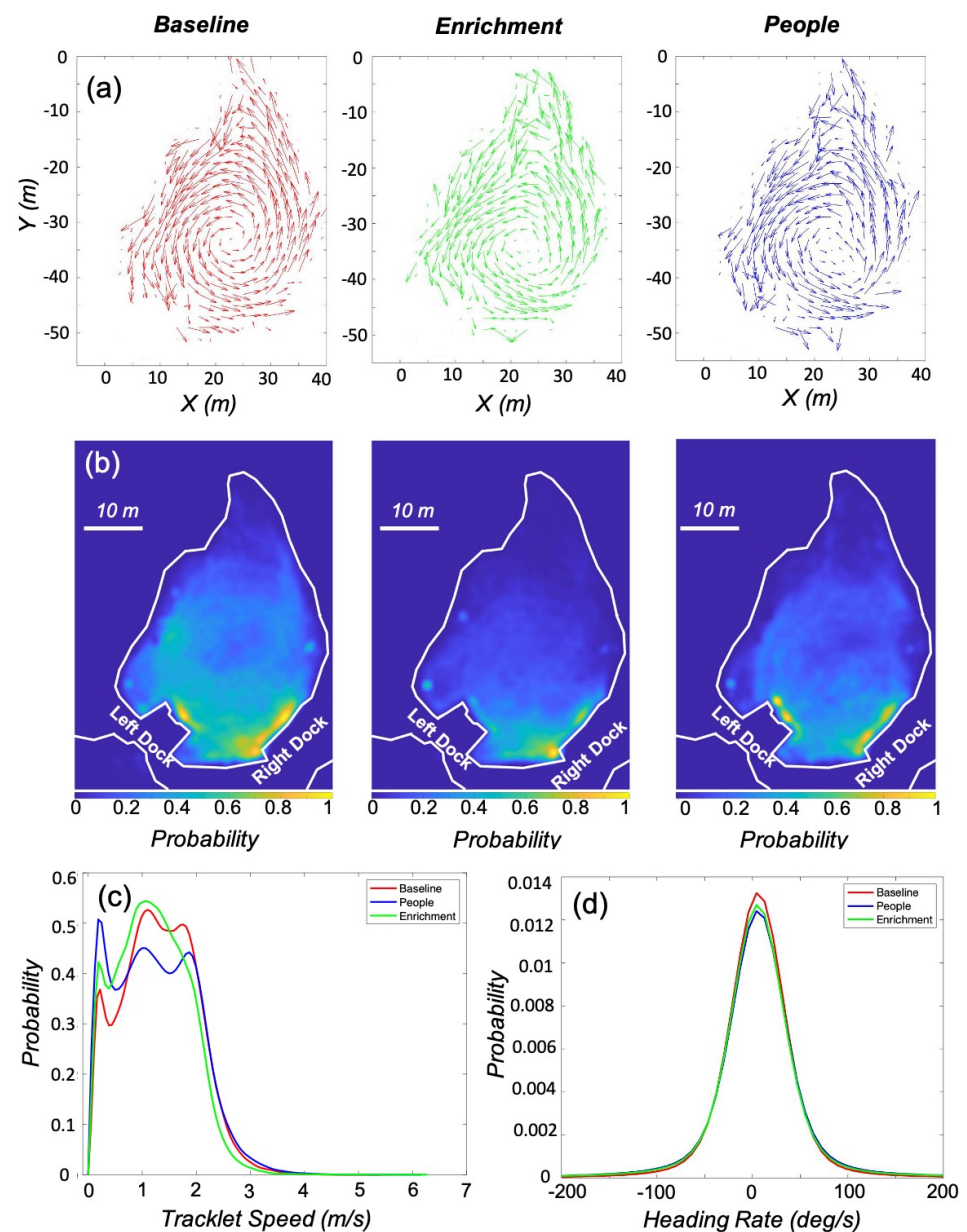 Baseline
Enrichment
People
(a)
0
-10
-20
-30
-40
-50
Y (m)
0 10 20 30 40
X (m)
0
-10
-20
-30
-40
-50
0 10 20 30 40
X (m)
0
-10
-20
-30
-40
-50
0 10 20 30 40
X (m)
(b)
10 m
Left Dock
Right Dock
0 0.2 0.4 0.6 0.8 1
Probability
10 m
Left Dock
Right Dock
0 0.2 0.4 0.6 0.8 1
Probability
10 m
Left Dock
Right Dock
0 0.2 0.4 0.6 0.8 1
Probability
(c)
Baseline
People
Enrichment
0.6
0.5
0.4
0.3
0.2
0.1
0
Probability
0 1 2 3 4 5 6 7
Tracklet Speed (m/s)
(d)
Baseline
People
Enrichment
0.014
0.012
0.01
0.008
0.006
0.004
0.002
0
Probability
-200 -100 0 100 200
Heading Rate (deg/s)